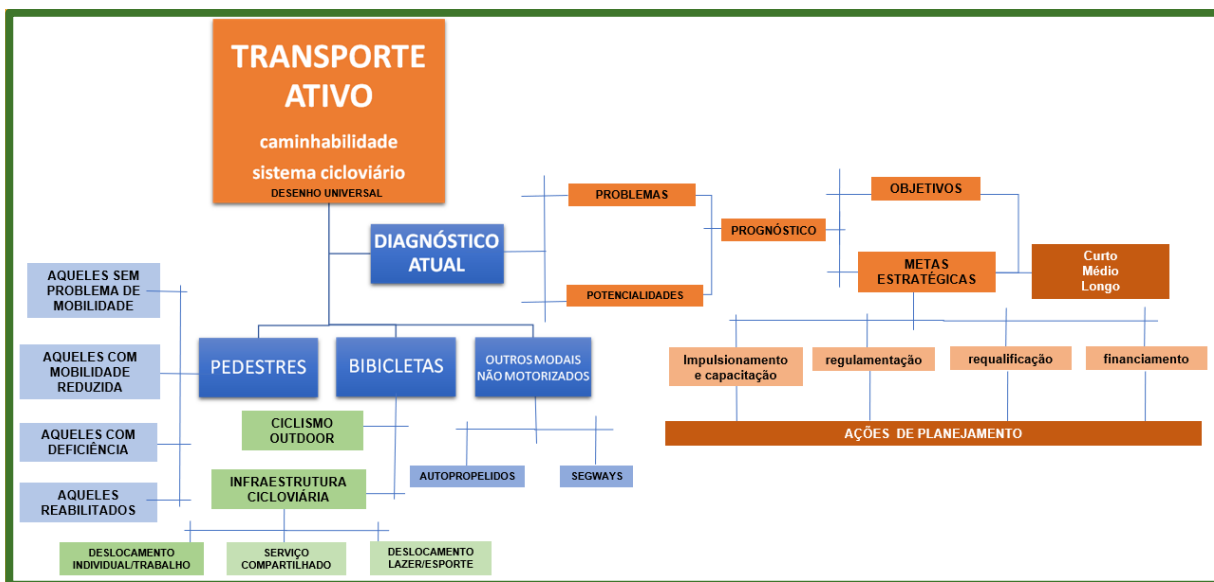 TRANSPORTE
ATIVO
caminhabilidade
sistema cicloviário
DESENHO UNIVERSAL
DIAGNÓSTICO
ATUAL
PROBLEMAS
POTENCIALIDADES
PROGNÓSTICO
OBJETIVOS
METAS
ESTRATÉGICAS
Curto
Médio
Longo
Impulsionamento
e capacitação
regulamentação
requalificação
financiamento
AÇÕES DE PLANEJAMENTO
AQUELES SEM
PROBLEMA DE
MOBILIDADE
AQUELES COM
MOBILIDADE
REDUZIDA
AQUELES COM
DEFICIÊNCIA
AQUELES
REABILITADOS
PEDESTRES
BIBICLETAS
OUTROS MODAIS
NÃO MOTORIZADOS
CICLISMO
OUTDOOR
INFRAESTRUTURA
CICLOVIÁRIA
AUTOPROPELIDOS
SEGWAYS
DESLOCAMENTO
INDIVIDUAL/TRABALHO
SERVIÇO
COMPARTILHADO
DESLOCAMENTO
LAZER/ESPORTE